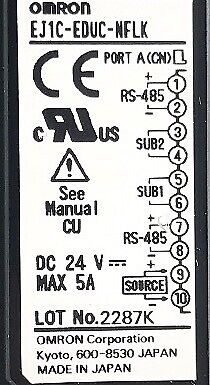 OMRON
EJ1C-EDUC-NFLK
PORT A(CN)
CE
RS-485
+ 1
- 2
c RU US
SUB2
3
4
SUB1
5
6
See
Manual
CU
RS-485
+ 7
- 8
DC 24 V
MAX 5A
SOURCE
+ 9
- 10
LOT No.2287K
OMRON Corporation
Kyoto, 600-8530 JAPAN
MADE IN JAPAN